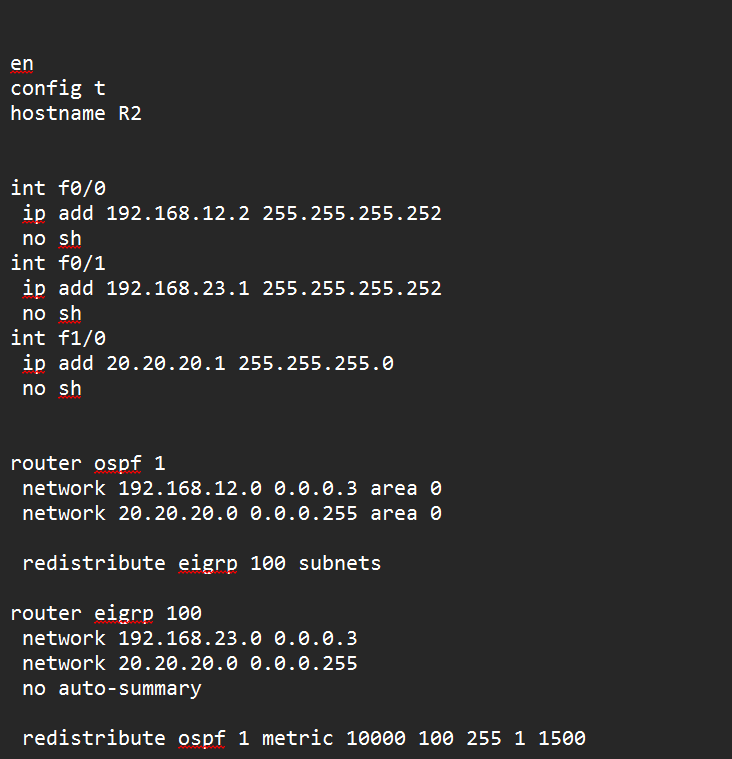 en
config t
hostname R2
int f0/0
ip add 192.168.12.2 255.255.255.252
no sh
int f0/1
ip add 192.168.23.1 255.255.255.252
no sh
int f1/0
ip add 20.20.20.1 255.255.255.0
no sh
router ospf 1
network 192.168.12.0 0.0.0.3 area 0
network 20.20.20.0 0.0.0.255 area 0
redistribute eigrp 100 subnets
router eigrp 100
network 192.168.23.0 0.0.0.3
network 20.20.20.0 0.0.0.255
no auto-summary
redistribute ospf 1 metric 10000 100 255 1 1500